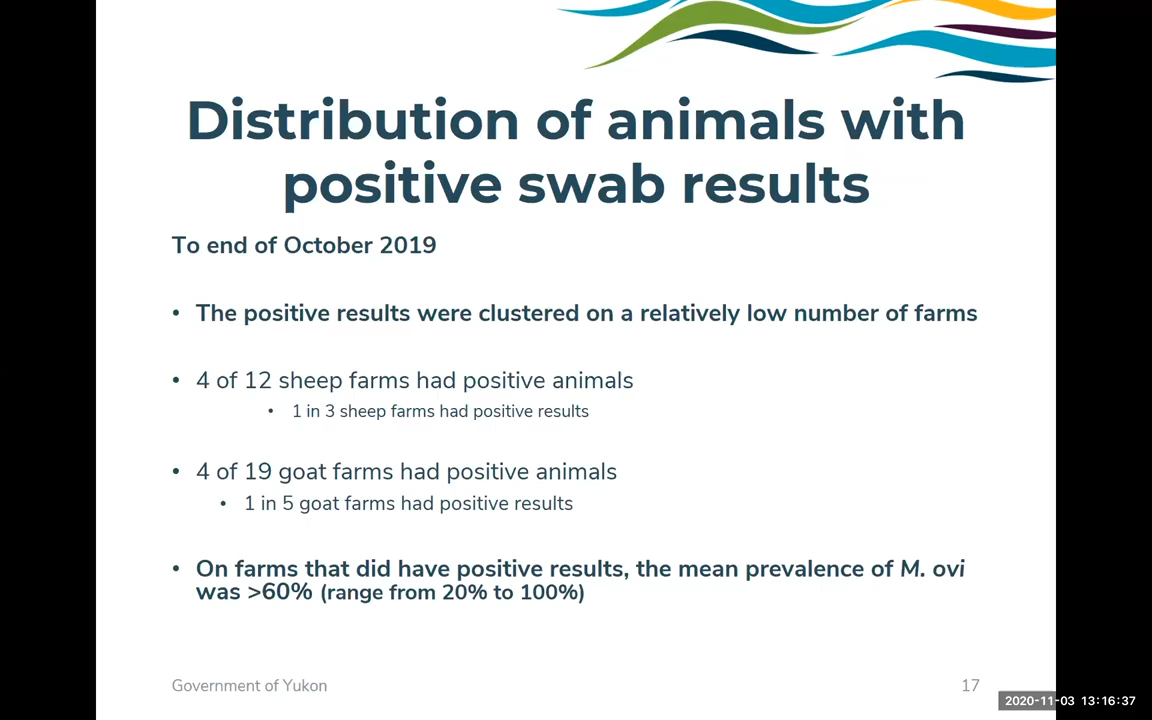 Distribution of animals with
positive swab results
To end of October 2019
• The positive results were clustered on a relatively low number of farms
• 4 of 12 sheep farms had positive animals
• 1 in 3 sheep farms had positive results
• 4 of 19 goat farms had positive animals
• 1 in 5 goat farms had positive results
• On farms that did have positive results, the mean prevalence of M. ovi
was >60% (range from 20% to 100%)
Government of Yukon
17
2020-11-03 13:16:37